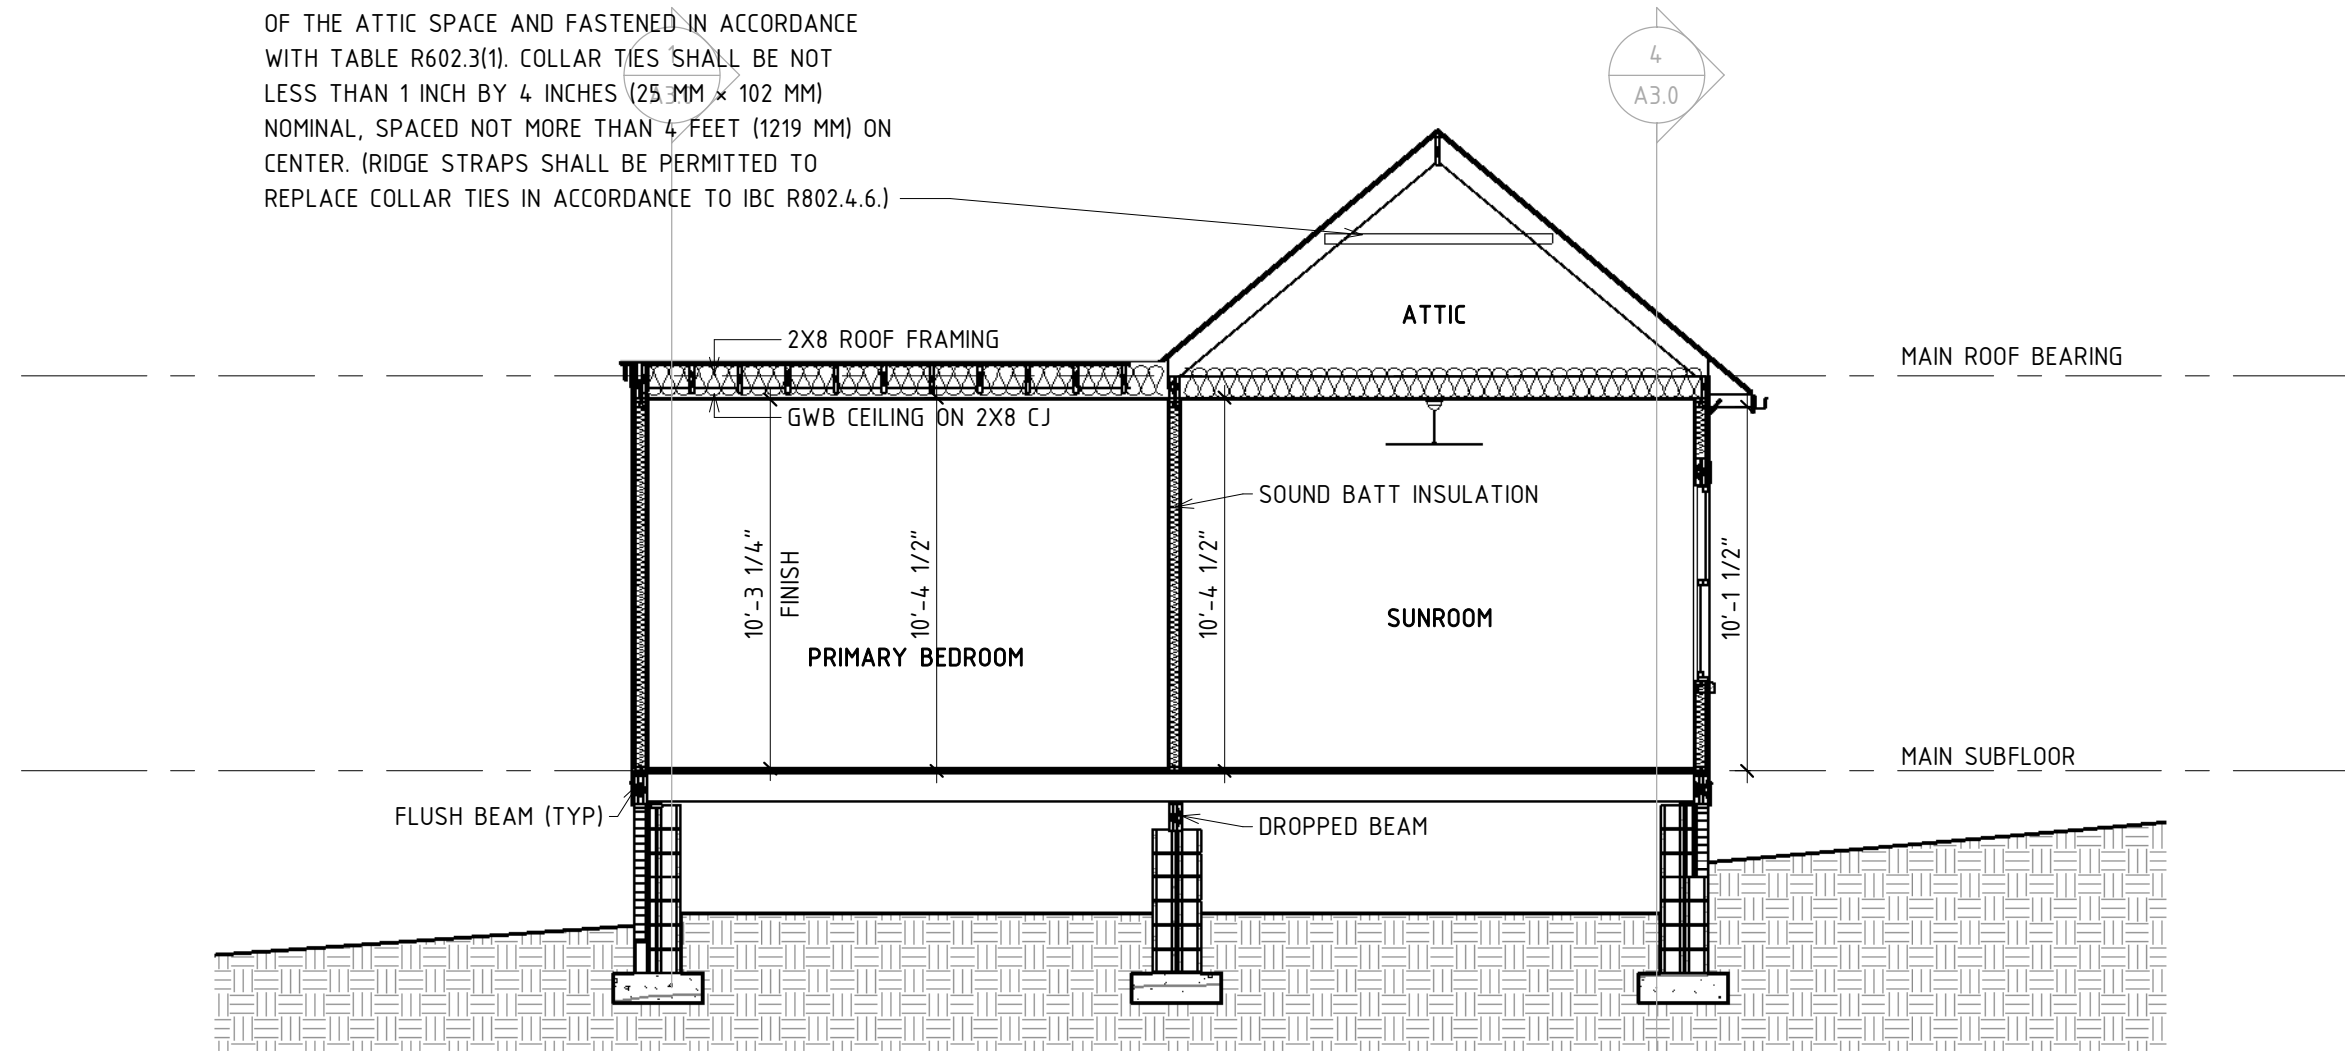 OF THE ATTIC SPACE AND FASTENED IN ACCORDANCE
WITH TABLE R602.3(1). COLLAR TIES SHALL BE NOT
LESS THAN 1 INCH BY 4 INCHES (25 MM × 102 MM)
NOMINAL, SPACED NOT MORE THAN 4 FEET (1219 MM) ON
CENTER. (RIDGE STRAPS SHALL BE PERMITTED TO
REPLACE COLLAR TIES IN ACCORDANCE TO IBC R802.4.6.)
1
A3.0
4
A3.0
ATTIC
2X8 ROOF FRAMING
MAIN ROOF BEARING
GWB CEILING ON 2X8 CJ
SOUND BATT INSULATION
10'-3 1/4"
FINISH
10'-4 1/2"
10'-4 1/2"
10'-1 1/2"
SUNROOM
PRIMARY BEDROOM
MAIN SUBFLOOR
FLUSH BEAM (TYP)
DROPPED BEAM